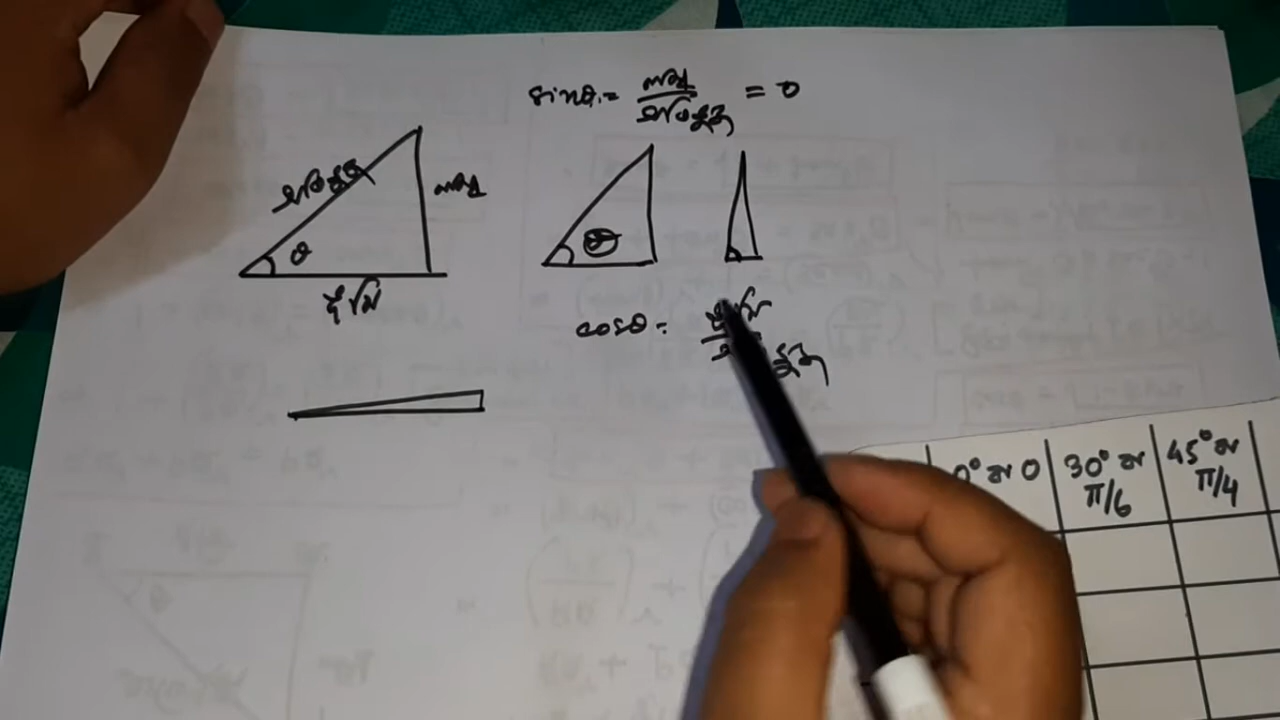 sinθ = লম্ব / অতিভুজ = 0
অতিভুজ
লম্ব
θ
θ
ভূমি
cosθ =
0° বা 0 30° বা π/6 45° বা π/4